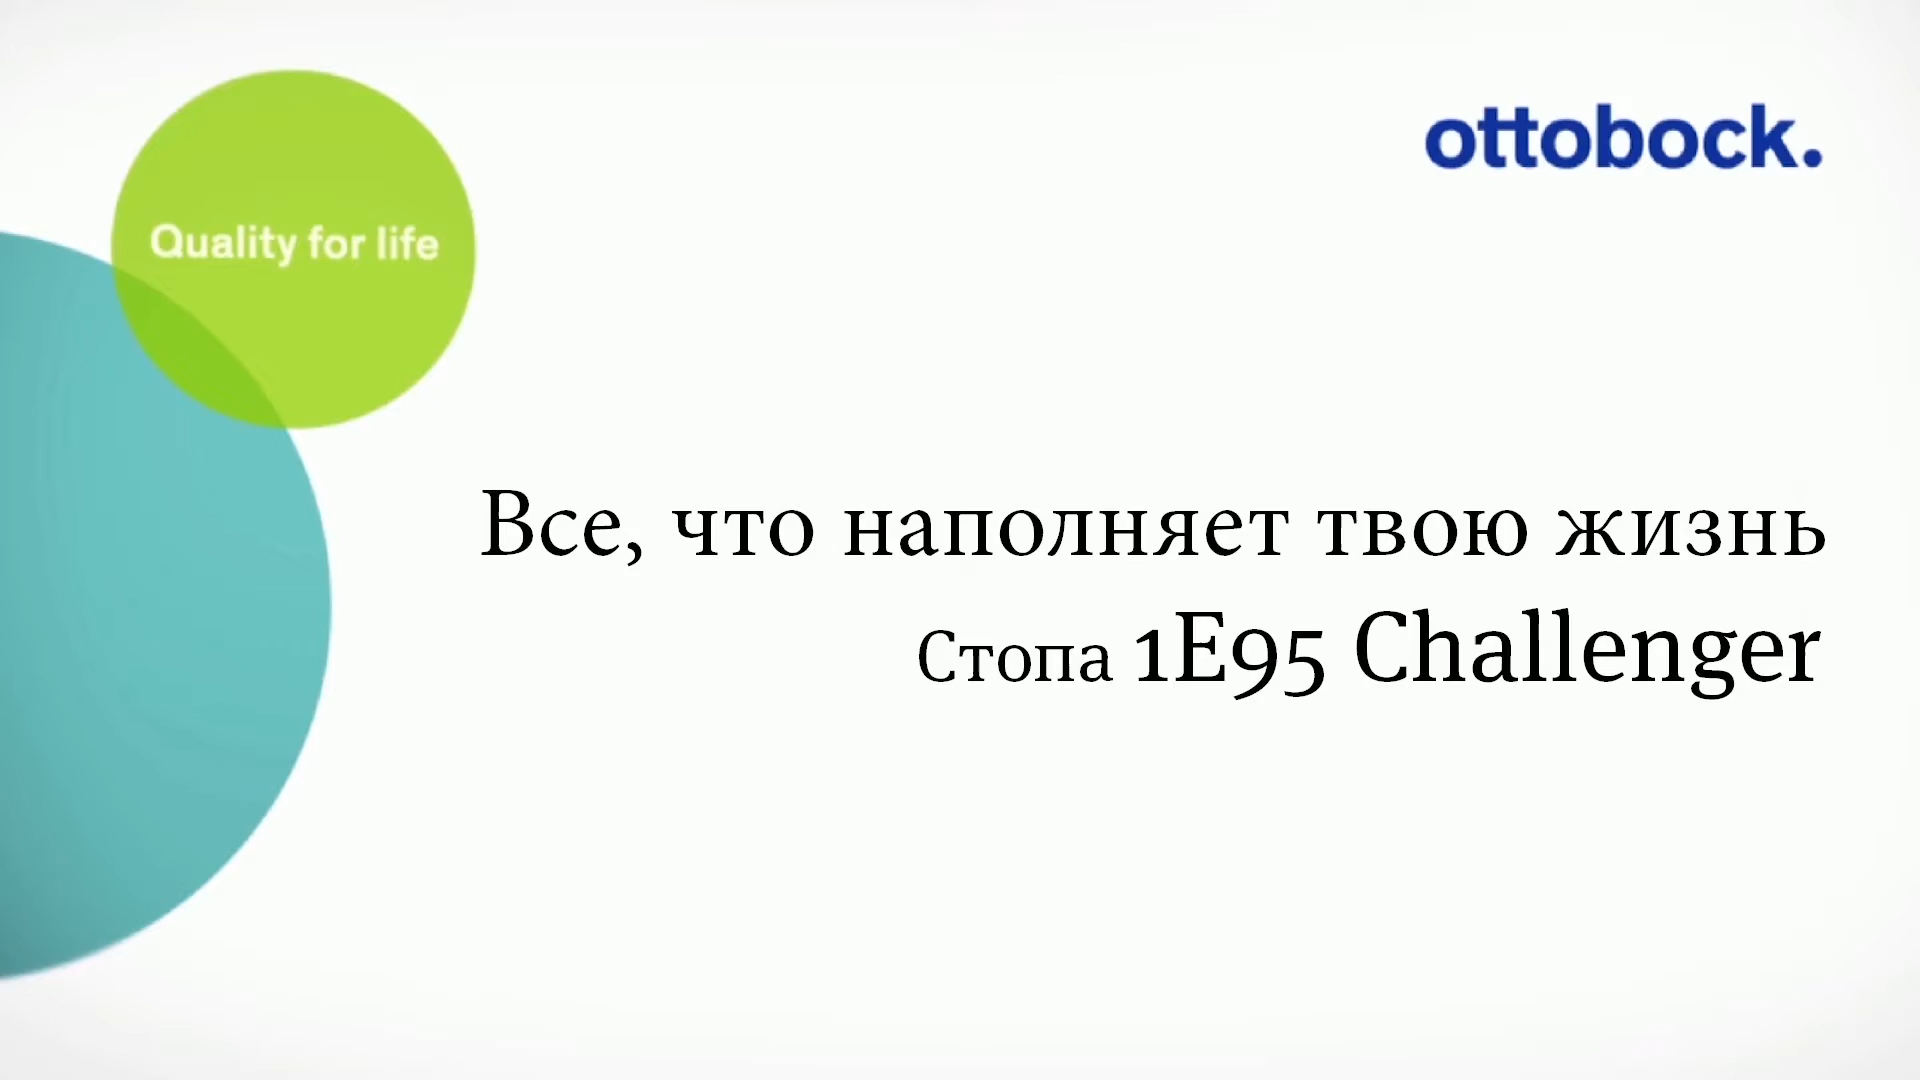 Quality for life
ottobock.
Все, что наполняет твою жизнь
Стопа 1E95 Challenger